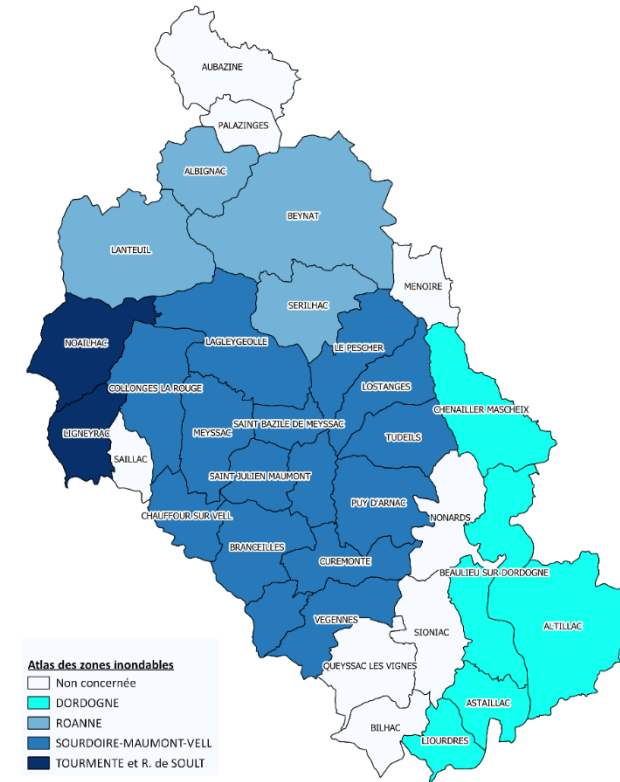 AUBAZINE
PALAZINGES
ALBIGNAC
BEYNAT
LANTEUIL
MENOIRE
SERILHAC
NOAILHAC
LAGLEYGEOLLE
LE PESCHER
COLLONGES LA ROUGE
LOSTANGES
CHENAILLER MASCHEIX
LIGNEYRAC
MEYSSAC
SAINT BAZILE DE MEYSSAC
TUDEILS
SAILLAC
SAINT JULIEN MAUMONT
PUY D'ARNAC
CHAUFFOUR SUR VELL
NONARDS
BRANCEILLES
CUREMONTE
BEAULIEU SUR-DORDOGNE
VEGENNES
SIONIAC
ALTILLAC
QUEYSSAC LES VIGNES
ASTAILLAC
BILHAC
LIOURDRES
Atlas des zones inondables
Non concernée
DORDOGNE
ROANNE
SOURDOIRE-MAUMONT-VELL
TOURMENTE et R. de SOULT